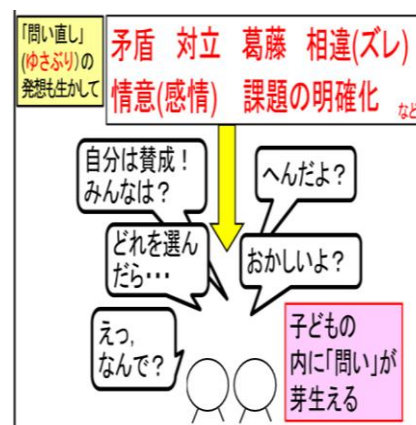 「問い直し」
(ゆさぶり)の
発想も生かして
矛盾 対立 葛藤 相違(ズレ)
情意(感情) 課題の明確化 など
自分は賛成！
みんなは？
へんだよ？
どれを選ん
だら…
おかしいよ？
えっ,
なんで？
子どもの
内に「問い」が
芽生える